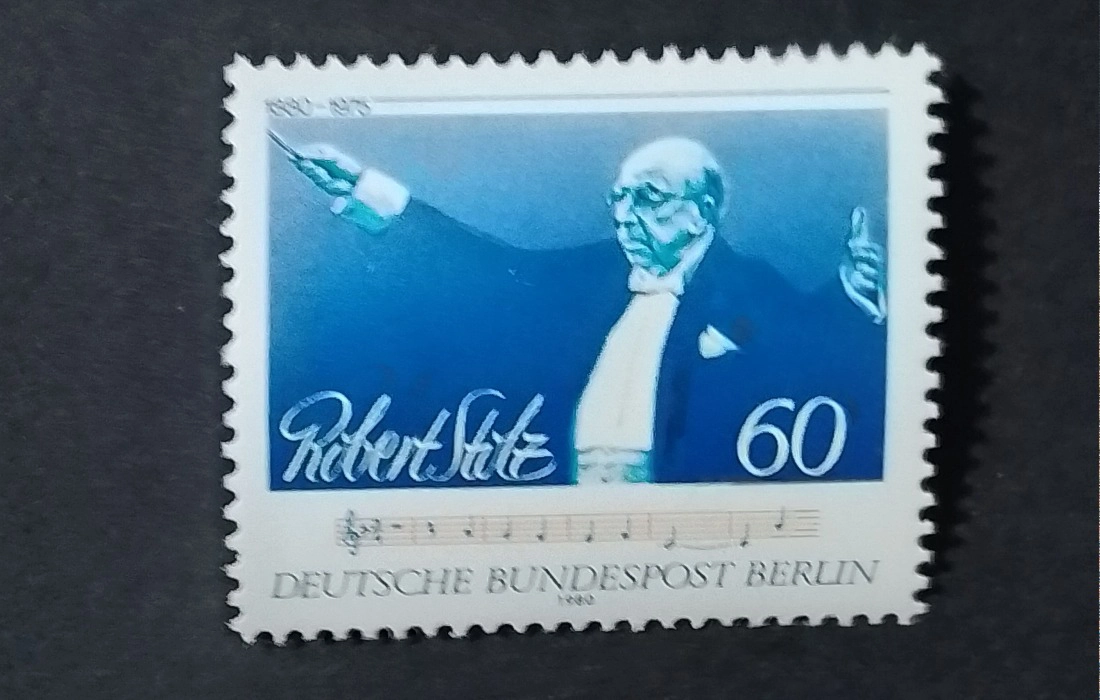 1880-1975
Robert Stolz
60
DEUTSCHE BUNDESPOST BERLIN
1980